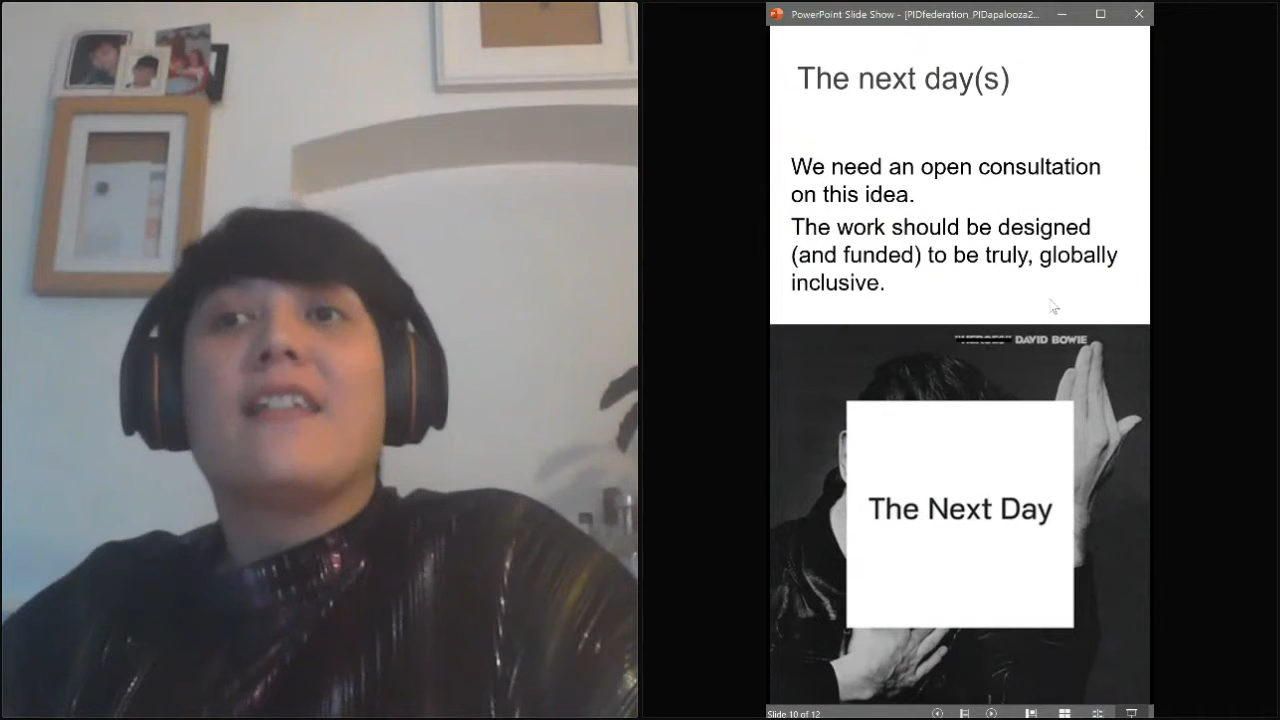 PowerPoint Slide Show - [PIDfederation_PIDapalooza2...
The next day(s)
We need an open consultation
on this idea.
The work should be designed
(and funded) to be truly, globally
inclusive.
"HEROES" DAVID BOWIE
The Next Day
Slide 10 of 12